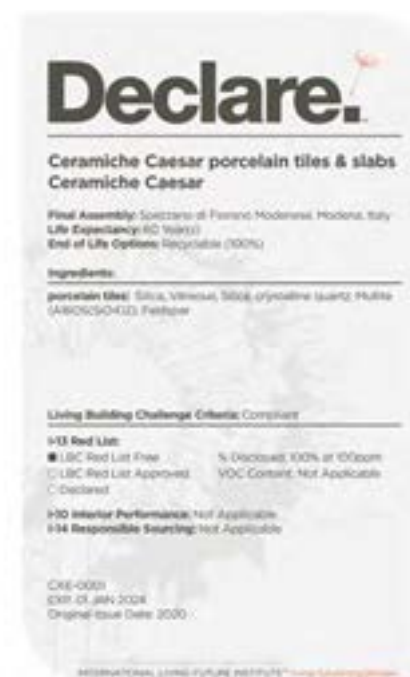 Declare.
Ceramiche Caesar porcelain tiles & slabs
Ceramiche Caesar
Final Assembly: Spezzano di Fiorano Modenese, Modena, Italy
Life Expectancy: 60 Year(s)
End of Life Options: Recyclable (100%)
Ingredients:
porcelain tiles: Silica, Vitreous, Silica, crystalline quartz, Mullite
Feldspar
Living Building Challenge Criteria: Compliant
I-13 Red List:
LBC Red List Free % Disclosed: 100% at 100ppm
LBC Red List Approved VOC Content: Not Applicable
Declared
I-10 Interior Performance: Not Applicable
I-14 Responsible Sourcing: Not Applicable
EXP. 01 JAN 2024
Original Issue Date: 2020
INTERNATIONAL LIVING FUTURE INSTITUTE™